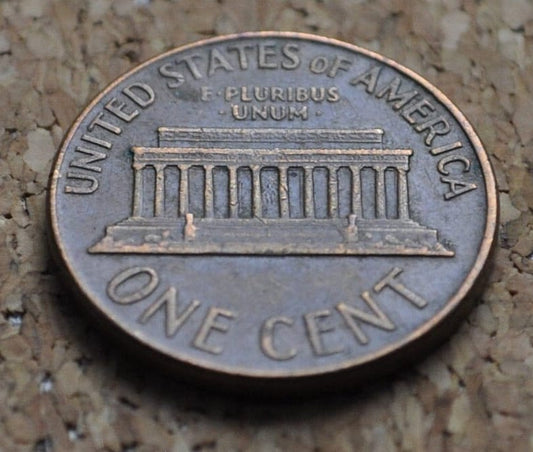 UNITED STATES OF AMERICA
E·PLURIBUS
·UNUM·
ONE CENT